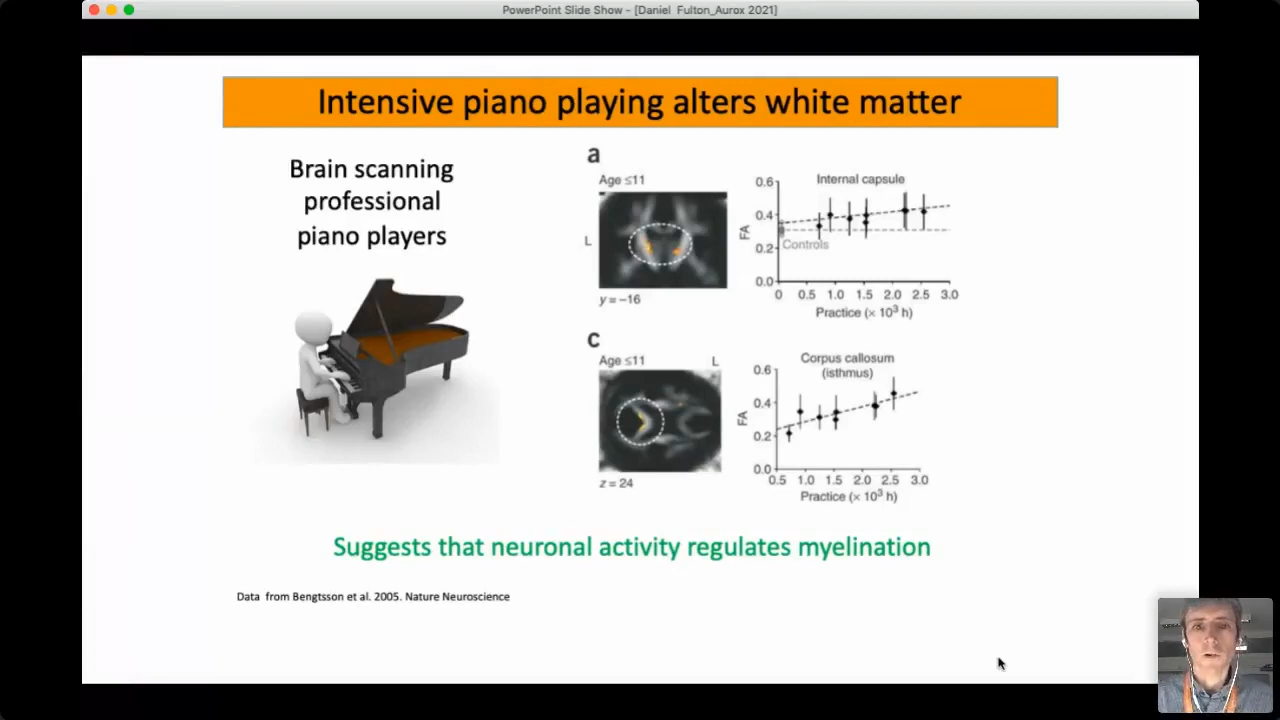 PowerPoint Slide Show - [Daniel Fulton_Aurox 2021]
Intensive piano playing alters white matter
Brain scanning
professional
piano players
a
Age ≤11
L
y = −16
Internal capsule
0.6
0.4
0.2
0.0
FA
Controls
0 0.5 1.0 1.5 2.0 2.5 3.0
Practice (× 10³ h)
c
Age ≤11 L
z = 24
Corpus callosum
(isthmus)
0.6
0.4
0.2
0.0
FA
0.5 1.0 1.5 2.0 2.5 3.0
Practice (× 10³ h)
Suggests that neuronal activity regulates myelination
Data from Bengtsson et al. 2005. Nature Neuroscience